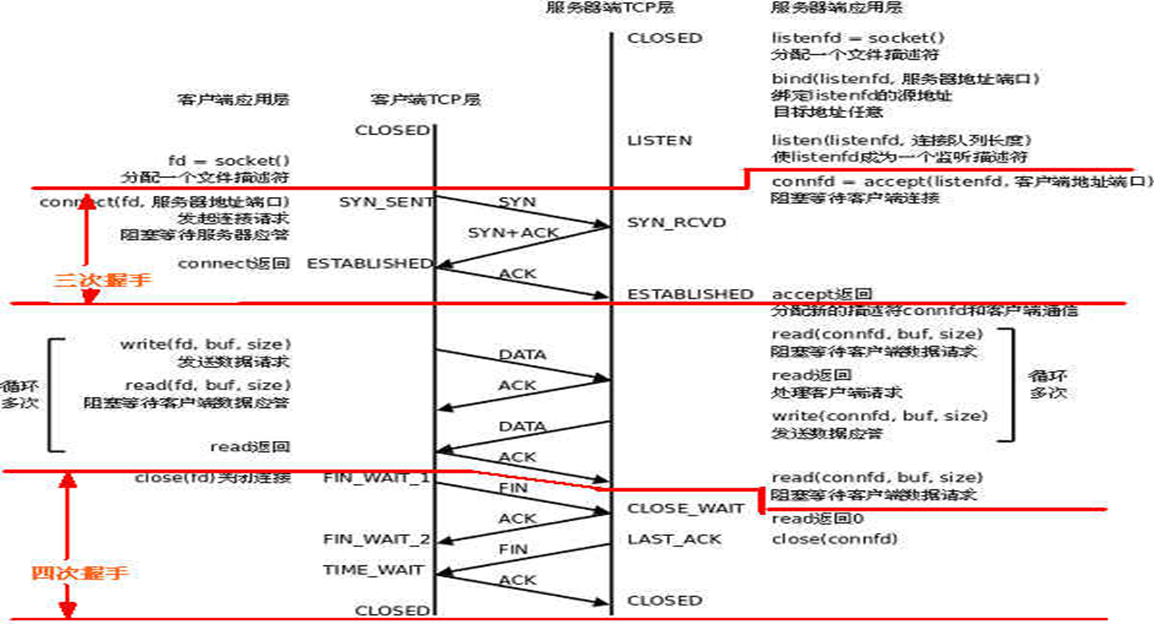 服务器端TCP层
服务器端应用层
CLOSED
listenfd = socket()
分配一个文件描述符
bind(listenfd, 服务器地址端口)
绑定listenfd的源地址
目标地址任意
客户端应用层
客户端TCP层
CLOSED
LISTEN
listen(listenfd, 连接队列长度)
使listenfd成为一个监听描述符
fd = socket()
分配一个文件描述符
connfd = accept(listenfd, 客户端地址端口)
阻塞等待客户端连接
connect(fd, 服务器地址端口)
发起连接请求
阻塞等待服务器应管
SYN_SENT
SYN
SYN_RCVD
SYN+ACK
connect返回
ESTABLISHED
ACK
三次握手
ESTABLISHED
accept返回
分配新的描述符connfd和客户端通信
write(fd, buf, size)
发送数据请求
DATA
read(connfd, buf, size)
阻塞等待客户端数据请求
循环
多次
read(fd, buf, size)
阻塞等待客户端数据应管
ACK
read返回
处理客户端请求
循环
多次
DATA
write(connfd, buf, size)
发送数据应管
read返回
ACK
close(fd)关闭连接
FIN_WAIT_1
FIN
read(connfd, buf, size)
阻塞等待客户端数据请求
CLOSE_WAIT
read返回0
ACK
FIN_WAIT_2
LAST_ACK
close(connfd)
FIN
四次握手
TIME_WAIT
ACK
CLOSED
CLOSED